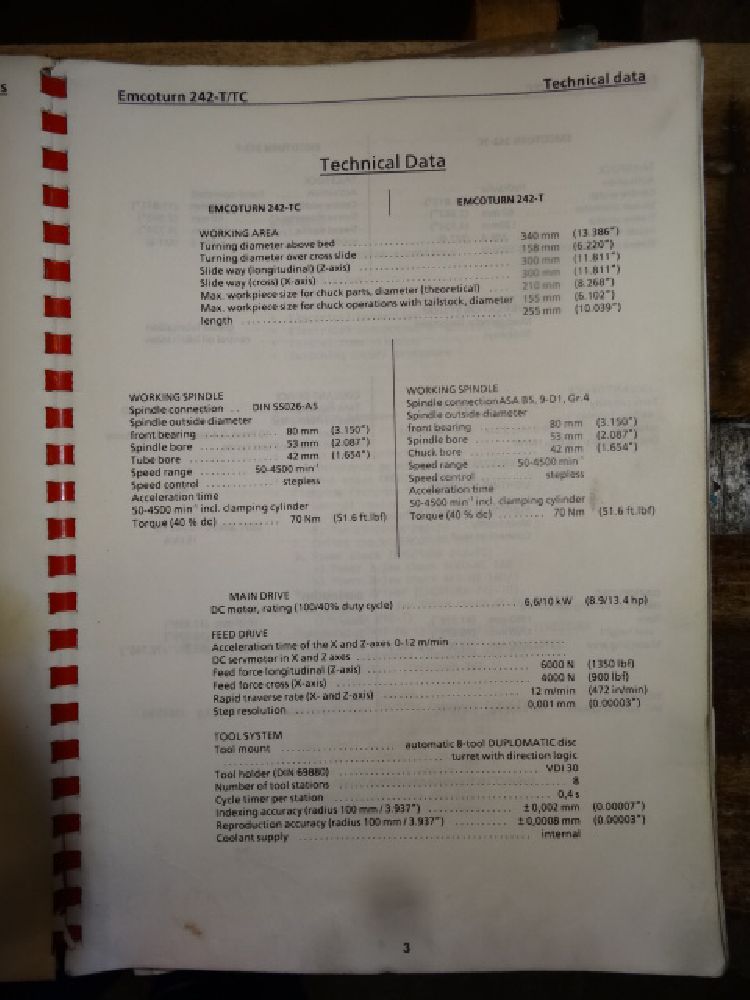 s
Emcoturn 242-T/TC
Technical data
Technical Data
EMCOTURN 242-TC
EMCOTURN 242-T
WORKING AREA
Turning diameter above bed ........ 340 mm (13.386")
Turning diameter over cross slide ........ 158 mm (6.220")
Slide way (longitudinal) (Z-axis) ........ 300 mm (11.811")
Slide way (cross) (X-axis) ........ 300 mm (11.811")
Max. workpiece size for chuck parts, diameter (theoretical) .... 210 mm (8.268")
Max. workpiece size for chuck operations with tailstock, diameter 155 mm (6.102")
length ........ 255 mm (10.039")
WORKING SPINDLE
Spindle connection .. DIN 55026-A5
Spindle outside diameter
front bearing ........ 80 mm (3.150")
Spindle bore ........ 53 mm (2.087")
Tube bore ........ 42 mm (1.654")
Speed range ........ 50-4500 min⁻¹
Speed control ........ stepless
Acceleration time
50-4500 min⁻¹ incl. clamping cylinder
Torque (40 % dc) ........ 70 Nm (51.6 ft.lbf)
WORKING SPINDLE
Spindle connection ASA B5, 9-D1, Gr.4
Spindle outside diameter
front bearing ........ 80 mm (3.150")
Spindle bore ........ 53 mm (2.087")
Chuck bore ........ 42 mm (1.654")
Speed range ...... 50-4500 min⁻
Speed control ........ stepless
Acceleration time
50-4500 min⁻¹ incl. clamping cylinder
Torque (40 % dc) ........ 70 Nm (51.6 ft.lbf)
MAIN DRIVE
DC motor, rating (100/40% duty cycle) ........ 6,6/10 kW (8.9/13.4 hp)
FEED DRIVE
Acceleration time of the X and Z-axes 0-12 m/min ........
DC servmotor in X and Z axes ........
Feed force longitudinal (Z-axis) ........ 6000 N (1350 lbf)
Feed force cross (X-axis) ........ 4000 N (900 lbf)
Rapid traverse rate (X- and Z-axis) ........ 12 m/min (472 in/min)
Step resolution ........ 0,001 mm (0.00003")
TOOL SYSTEM
Tool mount ........ automatic 8-tool DUPLOMATIC disc
........ turret with direction logic
Tool holder (DIN 69880) ........ VDI 30
Number of tool stations ........ 8
Cycle timer per station ........ 0,4 s
Indexing accuracy (radius 100 mm / 3.937") ........ ± 0,002 mm (0.00007")
Reproduction accuracy (radius 100 mm / 3.937") ........ ± 0,0008 mm (0.00003")
Coolant supply ........ internal
3